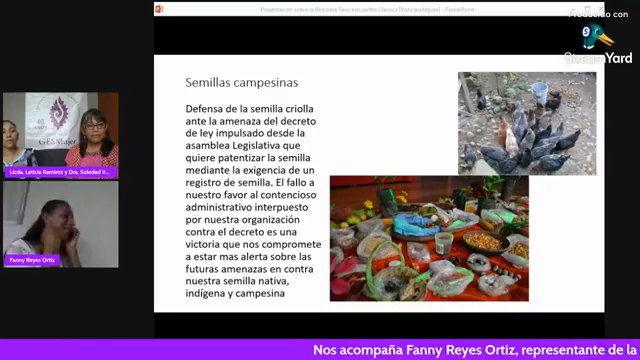 Presentación sobre la Red para Fano encuentro Oaxaca [Vista protegida] - PowerPoint
Producido con
StreamYard
Semillas campesinas
Defensa de la semilla criolla
ante la amenaza del decreto
de ley impulsado desde la
asamblea Legislativa que
quiere patentizar la semilla
mediante la exigencia de un
registro de semilla. El fallo a
nuestro favor al contencioso
administrativo interpuesto
por nuestra organización
contra el decreto es una
victoria que nos compromete
a estar mas alerta sobre las
futuras amenazas en contra
nuestra semilla nativa,
indígena y campesina
GESMujer
Licda. Leticia Ramírez y Dra. Soledad V...
Fanny Reyes Ortiz
Nos acompaña Fanny Reyes Ortiz, representante de la